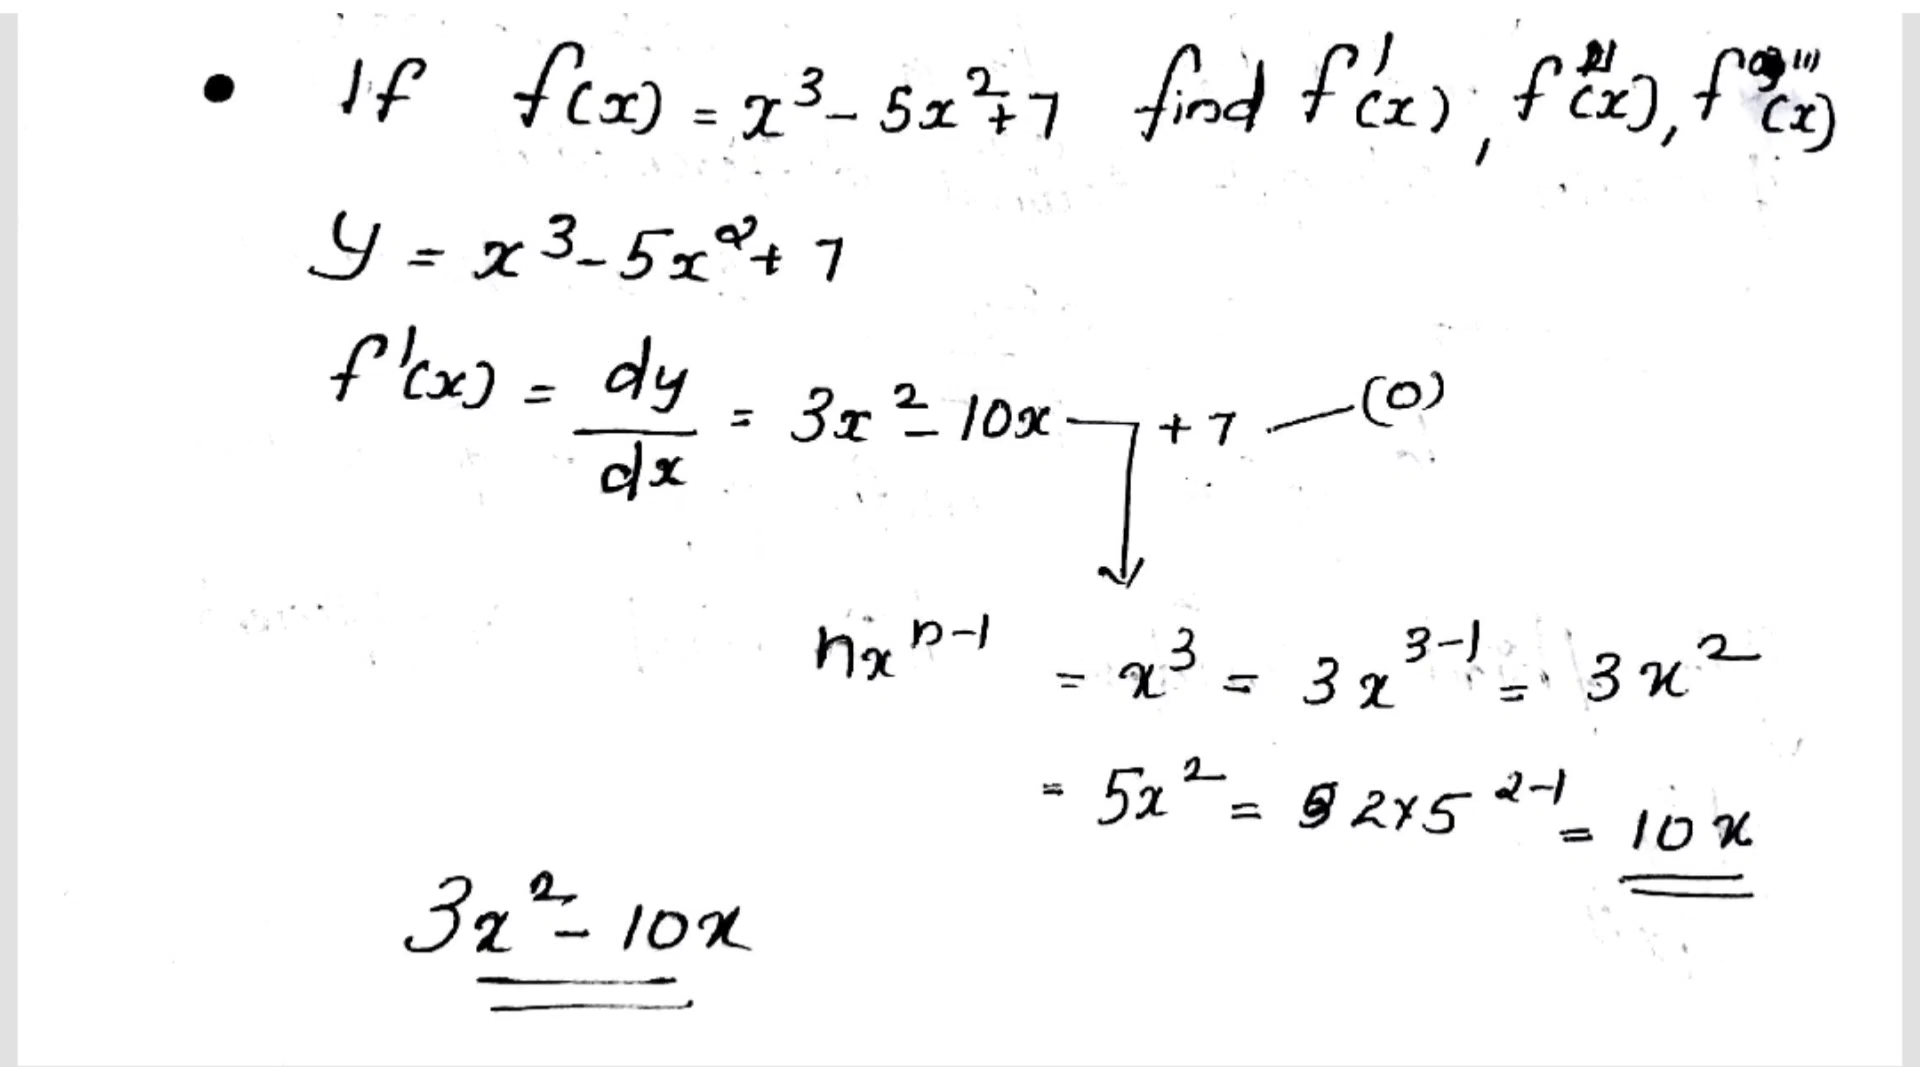 • If f(x) = x³ - 5x² + 7 find f'(x), f''(x), f'''(x)
y = x³ - 5x² + 7
f'(x) = dy/dx = 3x² - 10x + 7 — (0)
nxⁿ⁻¹ = x³ = 3x³⁻¹ = 3x²
= 5x² = 2×5²⁻¹ = 10x
3x² - 10x